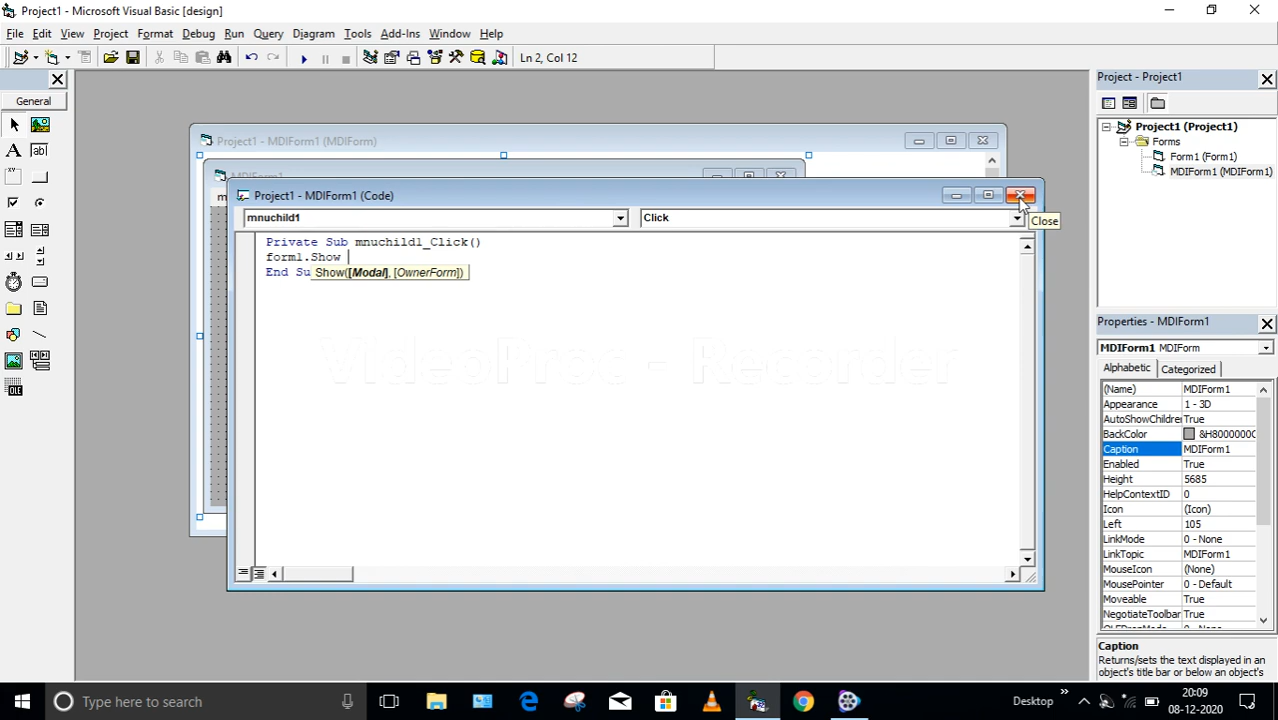 Project1 - Microsoft Visual Basic [design]
File Edit View Project Format Debug Run Query Diagram Tools Add-Ins Window Help
Ln 2, Col 12
General
Project1 - MDIForm1 (MDIForm)
MDIForm1
Project1 - MDIForm1 (Code)
mnuchild1
Click
Close
Private Sub mnuchild1_Click()
form1.Show
End Su
Show([Modal], [OwnerForm])
VideoProc - Recorder
Project - Project1
Project1 (Project1)
Forms
Form1 (Form1)
MDIForm1 (MDIForm1)
Properties - MDIForm1
MDIForm1 MDIForm
Alphabetic Categorized
(Name) MDIForm1
Appearance 1 - 3D
AutoShowChildren True
BackColor &H8000000C
Caption MDIForm1
Enabled True
Height 5685
HelpContextID 0
Icon (Icon)
Left 105
LinkMode 0 - None
LinkTopic MDIForm1
MouseIcon (None)
MousePointer 0 - Default
Moveable True
NegotiateToolbar True
Caption
Returns/sets the text displayed in an
object's title bar or below an object's
OLE
Type here to search
Desktop
20:09
08-12-2020